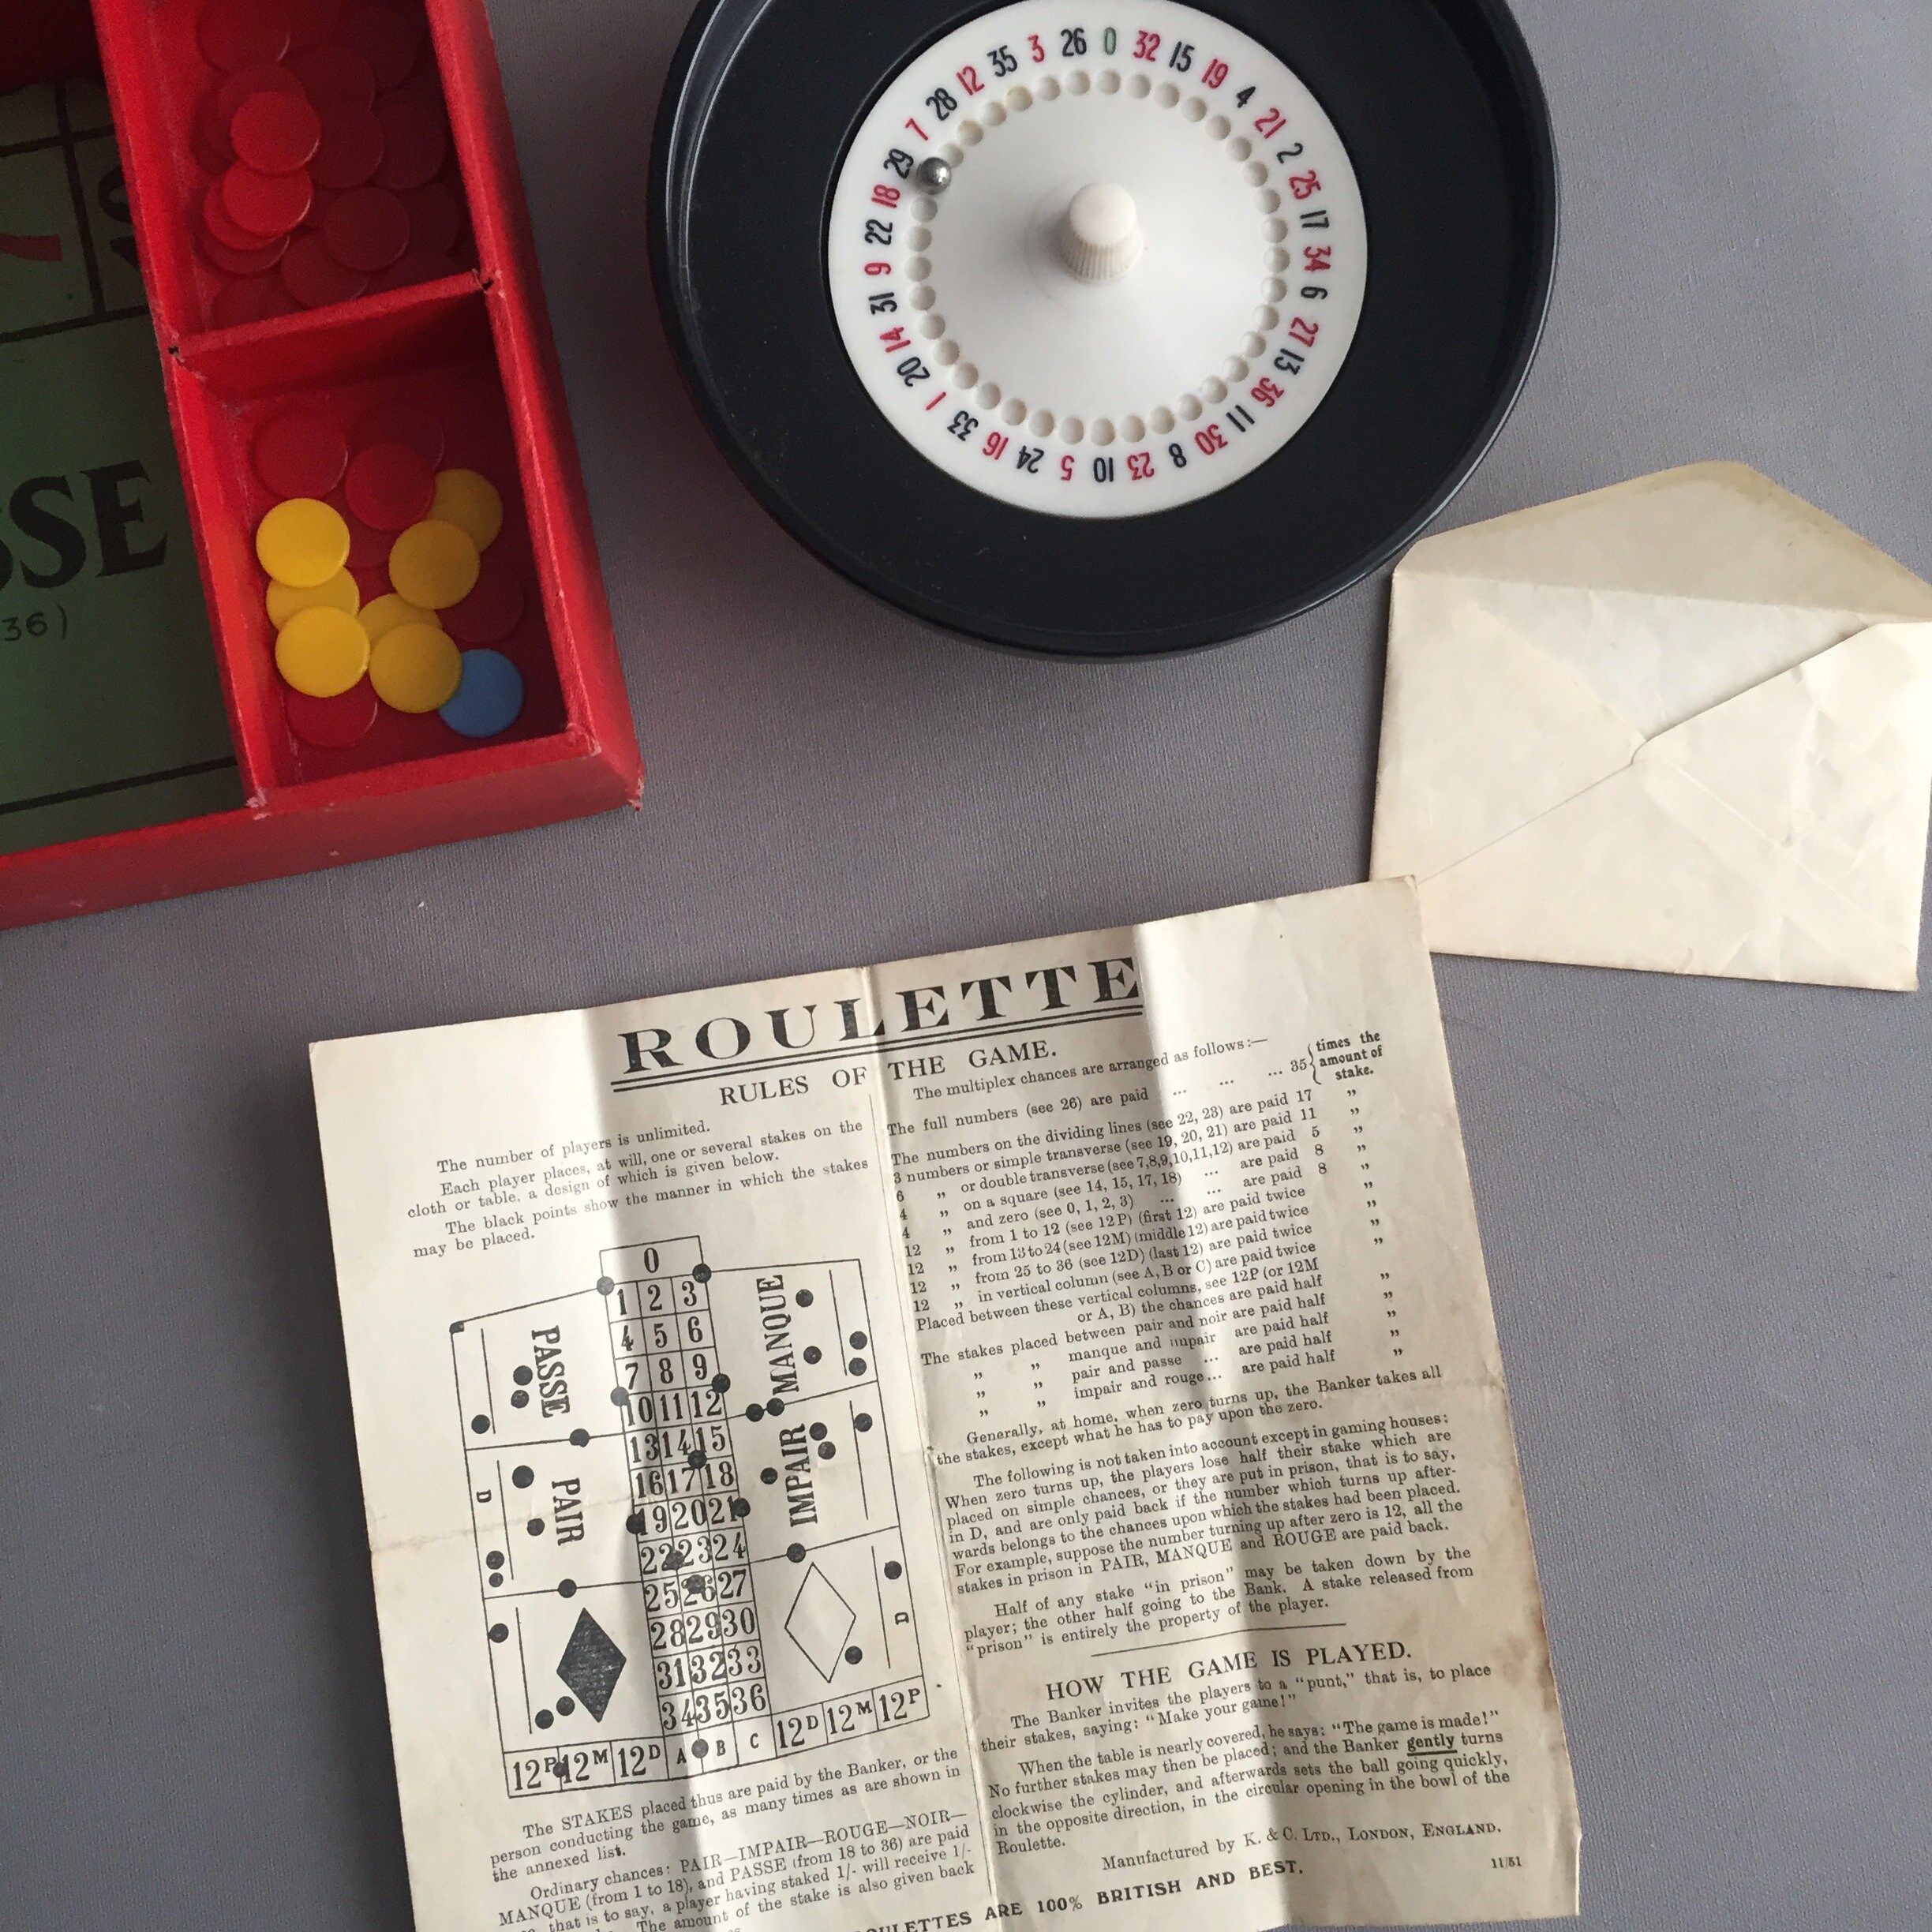 SSE
36)
0 32 15 19 4 21 2 25 17 34 6 27 13 36 11 30 8 23 10 5 24 16 33 1 20 14 31 9 22 18 29 7 28 12 35 3 26
ROULETTE
RULES OF THE GAME.
The number of players is unlimited.
Each player places, at will, one or several stakes on the
cloth or table, a design of which is given below.
The black points show the manner in which the stakes
may be placed.
0
1 2 3
4 5 6
7 8 9
10 11 12
13 14 15
16 17 18
19 20 21
22 23 24
25 26 27
28 29 30
31 32 33
34 35 36
PASSE
MANQUE
PAIR
IMPAIR
D
D
12P 12M 12D A B C 12D 12M 12P
The STAKES placed thus are paid by the Banker, or the
person conducting the game, as many times as are shown in
the annexed list.
Ordinary chances: PAIR—IMPAIR—ROUGE—NOIR—
MANQUE (from 1 to 18), and PASSE (from 18 to 36) are paid
that is to say, a player having staked 1/- will receive 1/-
The amount of the stake is also given back
The multiplex chances are arranged as follows:—
The full numbers (see 26) are paid ... ... ... 35 { times the amount of stake.
The numbers on the dividing lines (see 22, 23) are paid 17 „
3 numbers or simple transverse (see 19, 20, 21) are paid 11 „
6 „ or double transverse (see 7,8,9,10,11,12) are paid 5 „
4 „ on a square (see 14, 15, 17, 18) ... are paid 8 „
4 „ and zero (see 0, 1, 2, 3) ... ... are paid 8 „
12 „ from 1 to 12 (see 12P) (first 12) are paid twice „
12 „ from 13 to 24 (see 12M) (middle 12) are paid twice „
12 „ from 25 to 36 (see 12D) (last 12) are paid twice „
12 „ in vertical column (see A, B or C) are paid twice „
Placed between these vertical columns, see 12P (or 12M
or A, B) the chances are paid half „
The stakes placed between pair and noir are paid half „
„ „ manque and impair are paid half „
„ „ pair and passe ... are paid half „
„ „ impair and rouge... are paid half „
Generally, at home, when zero turns up, the Banker takes all
the stakes, except what he has to pay upon the zero.
The following is not taken into account except in gaming houses:
When zero turns up, the players lose half their stake which are
placed on simple chances, or they are put in prison, that is to say,
in D, and are only paid back if the number which turns up after-
wards belongs to the chances upon which the stakes had been placed.
For example, suppose the number turning up after zero is 12, all the
stakes in prison in PAIR, MANQUE and ROUGE are paid back.
Half of any stake "in prison" may be taken down by the
player; the other half going to the Bank. A stake released from
"prison" is entirely the property of the player.
HOW THE GAME IS PLAYED.
The Banker invites the players to a "punt," that is, to place
their stakes, saying: "Make your game!"
When the table is nearly covered, he says: "The game is made!"
No further stakes may then be placed; and the Banker gently turns
clockwise the cylinder, and afterwards sets the ball going quickly,
in the opposite direction, in the circular opening in the bowl of the
Roulette.
Manufactured by K. & C. LTD., LONDON, ENGLAND.
11/51
ROULETTES ARE 100% BRITISH AND BEST.